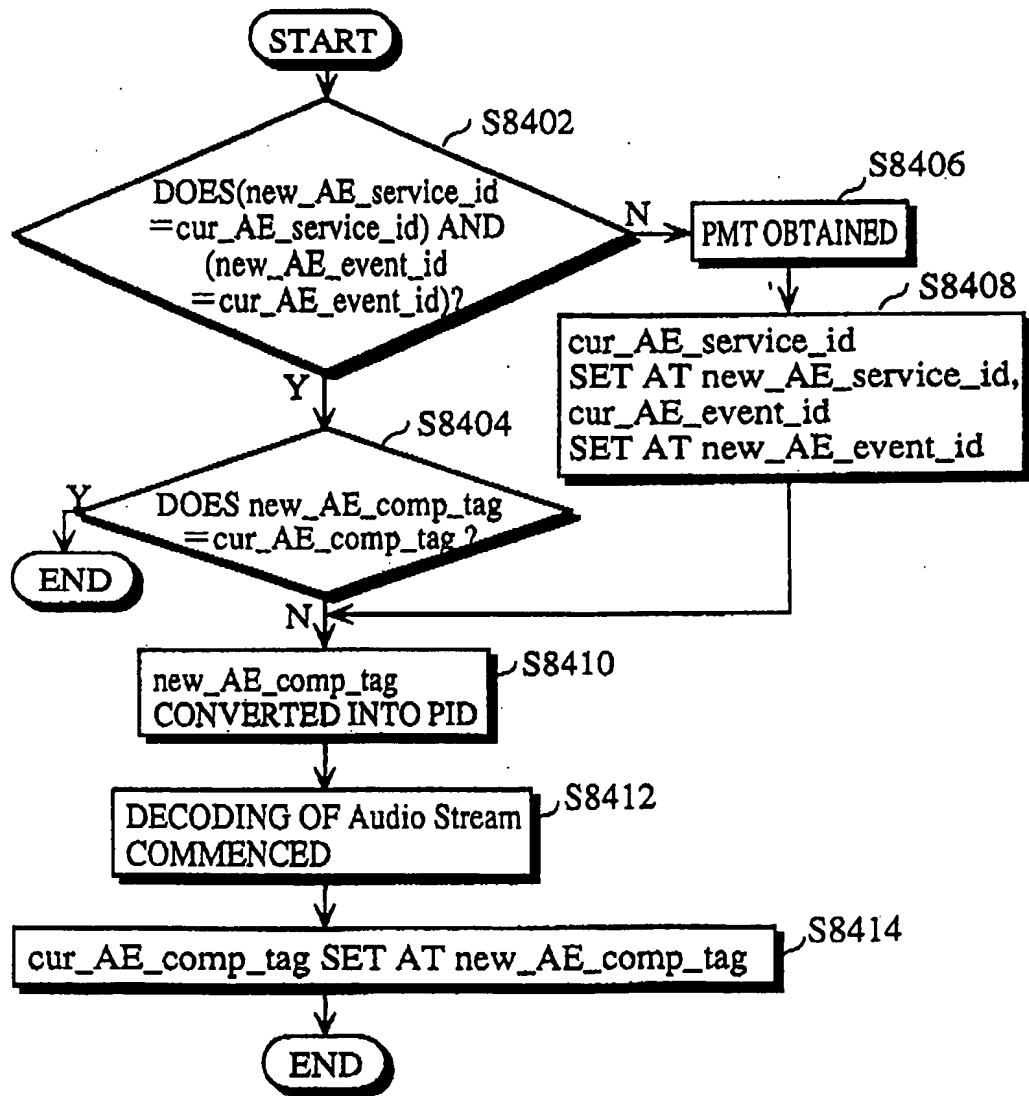 START
S8402
DOES(new_AE_service_id
=cur_AE_service_id) AND
(new_AE_event_id
=cur_AE_event_id)?
N
S8406
PMT OBTAINED
S8408
cur_AE_service_id
SET AT new_AE_service_id,
cur_AE_event_id
SET AT new_AE_event_id
Y
S8404
DOES new_AE_comp_tag
=cur_AE_comp_tag ?
Y
END
N
S8410
new_AE_comp_tag
CONVERTED INTO PID
S8412
DECODING OF Audio Stream
COMMENCED
S8414
cur_AE_comp_tag SET AT new_AE_comp_tag
END